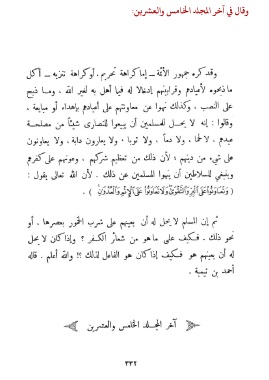 وقال في آخر المجلد الخامس والعشرين:
وقد كره جمهور الأئمة ــ إما كراهة تحريم . أو كراهة تنزيه ــ أكل
ما ذبحوه لأعيادهم وقرابينهم إدخالا له فيما أهل به لغير الله ، وما ذبح
على النصب ، وكذلك نهوا عن معاونتهم على أعيادهم بإهداء أو مبايعة ،
وقالوا : إنه لا يحل للمسلمين أن يبيعوا للنصارى شيئاً من مصلحة
عيدهم . لا لحما ، ولا دماً ، ولا ثوبا ، ولا يعارون دابة ، ولا يعاونون
على شيء من دينهم ؛ لأن ذلك من تعظيم شركهم ، وعونهم على كفرهم
وينبغي للسلاطين أن ينهوا المسلمين عن ذلك . لأن الله تعالى يقول :
( وَتَعَاوَنُوا عَلَى الْبِرِّ وَالتَّقْوَىٰ وَلَا تَعَاوَنُوا عَلَى الْإِثْمِ وَالْعُدْوَانِ ) .
ثم إن المسلم لا يحل له أن يعينهم على شرب الخمور بعصرها . أو
نحو ذلك . فكيف على ما هو من شعائر الكفر ؟ وإذا كان لا يحل
له أن يعينهم هو فكيف إذا كان هو الفاعل لذلك ؟! والله أعلم . قاله
أحمد بن تيمية .
آخر المجلد الخامس والعشرين
٣٣٢